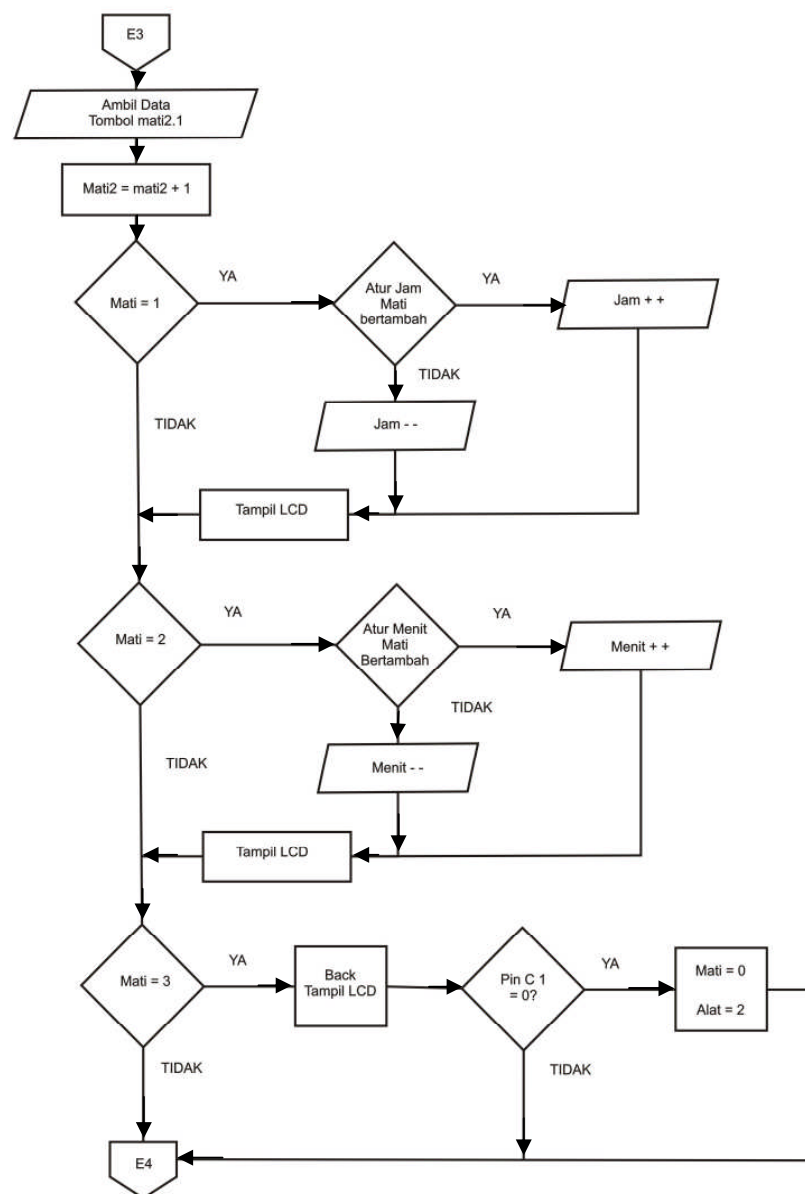 E3
Ambil Data
Tombol mati2.1
Mati2 = mati2 + 1
Mati = 1
YA
Atur Jam
Mati
bertambah
YA
Jam + +
TIDAK
TIDAK
Jam - -
Tampil LCD
Mati = 2
YA
Atur Menit
Mati
Bertambah
YA
Menit + +
TIDAK
TIDAK
Menit - -
Tampil LCD
Mati = 3
YA
Back
Tampil LCD
Pin C 1
= 0?
YA
Mati = 0
Alat = 2
TIDAK
TIDAK
E4